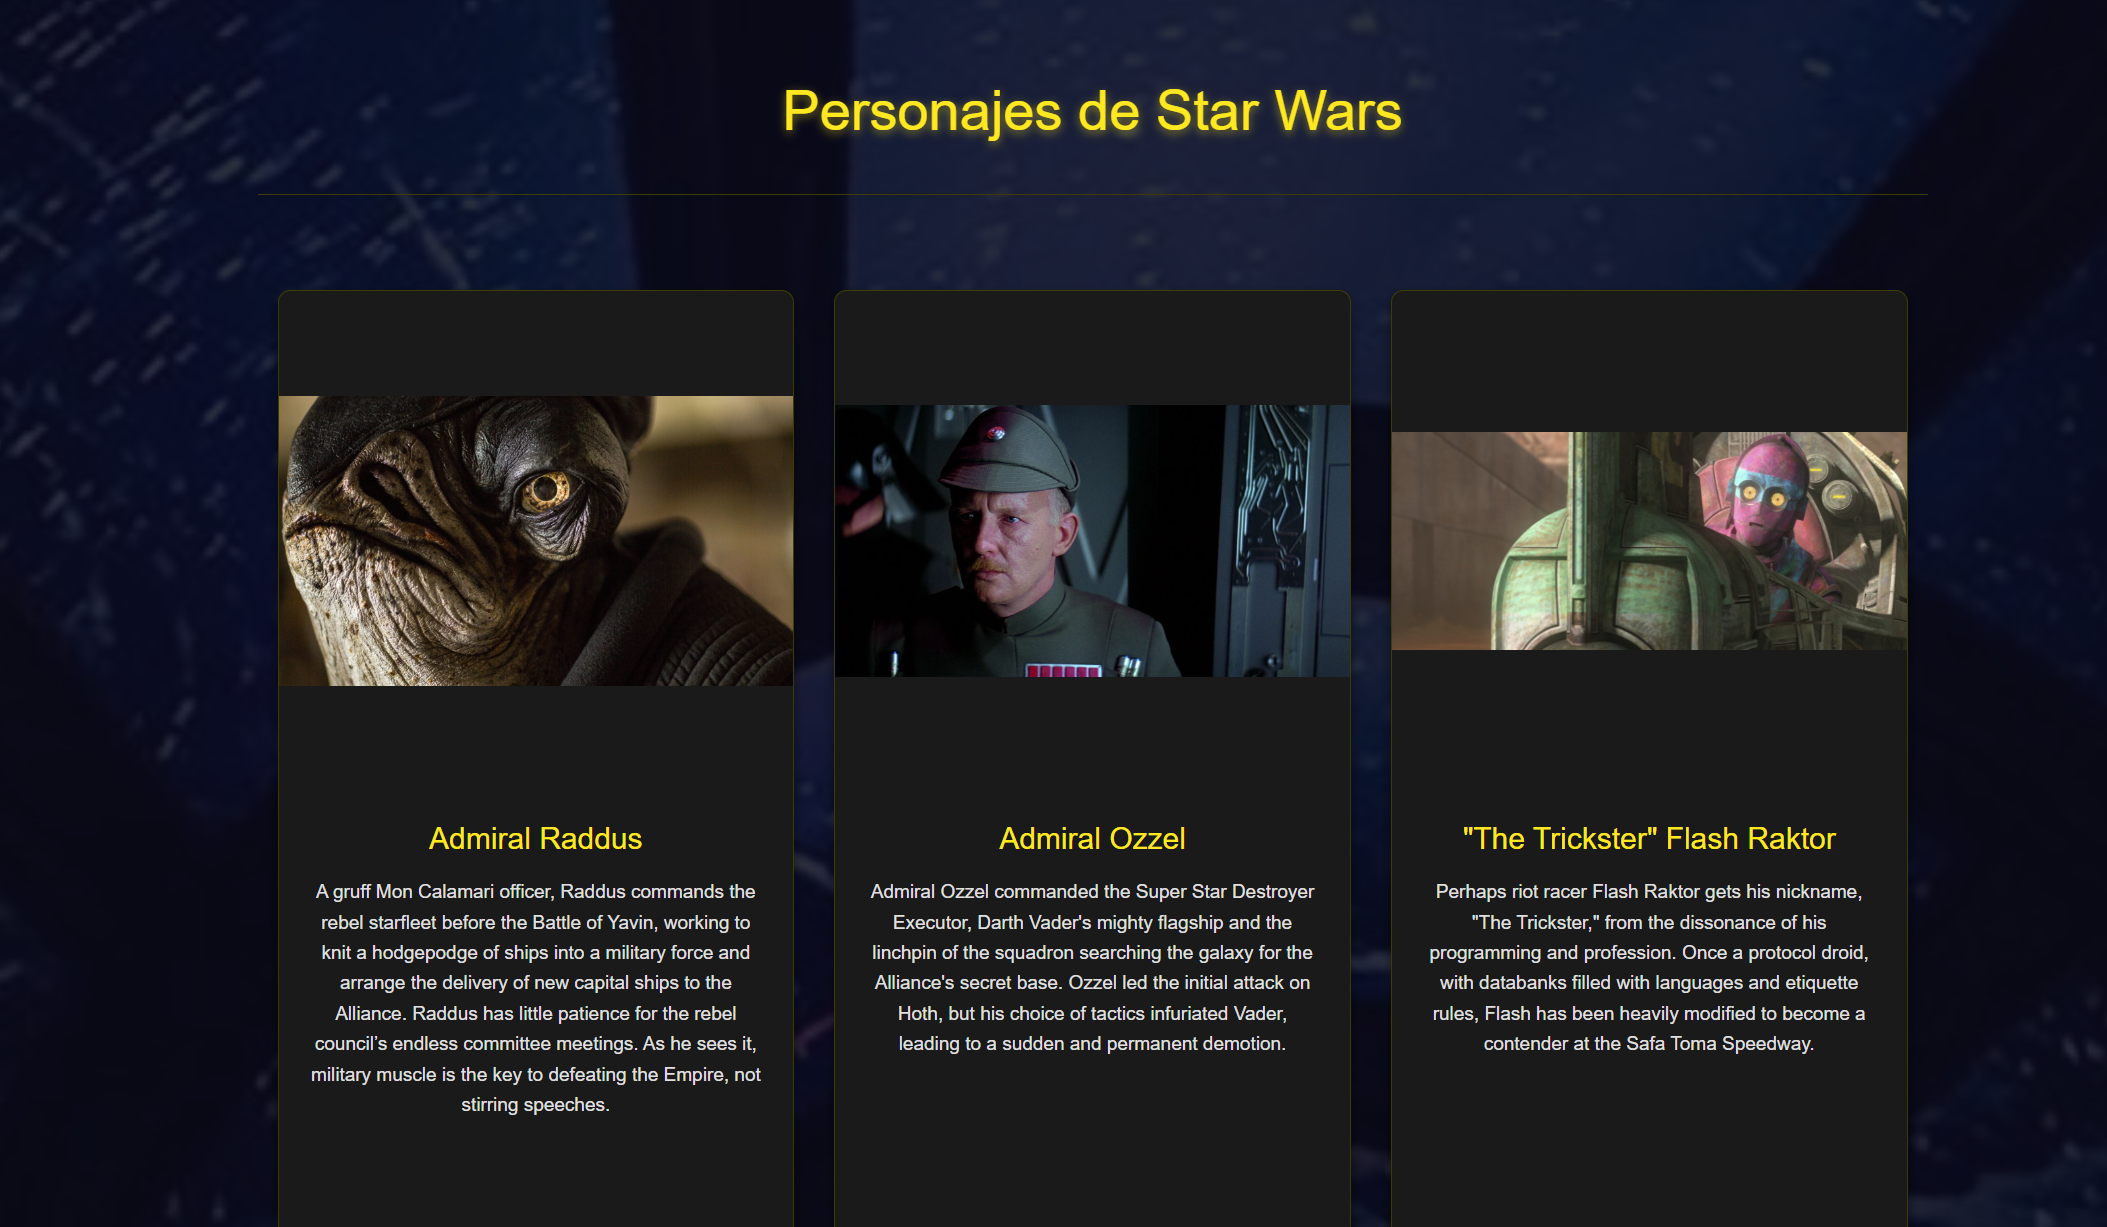 Personajes de Star Wars
Admiral Raddus
A gruff Mon Calamari officer, Raddus commands the
rebel starfleet before the Battle of Yavin, working to
knit a hodgepodge of ships into a military force and
arrange the delivery of new capital ships to the
Alliance. Raddus has little patience for the rebel
council’s endless committee meetings. As he sees it,
military muscle is the key to defeating the Empire, not
stirring speeches.
Admiral Ozzel
Admiral Ozzel commanded the Super Star Destroyer
Executor, Darth Vader's mighty flagship and the
linchpin of the squadron searching the galaxy for the
Alliance's secret base. Ozzel led the initial attack on
Hoth, but his choice of tactics infuriated Vader,
leading to a sudden and permanent demotion.
"The Trickster" Flash Raktor
Perhaps riot racer Flash Raktor gets his nickname,
"The Trickster," from the dissonance of his
programming and profession. Once a protocol droid,
with databanks filled with languages and etiquette
rules, Flash has been heavily modified to become a
contender at the Safa Toma Speedway.